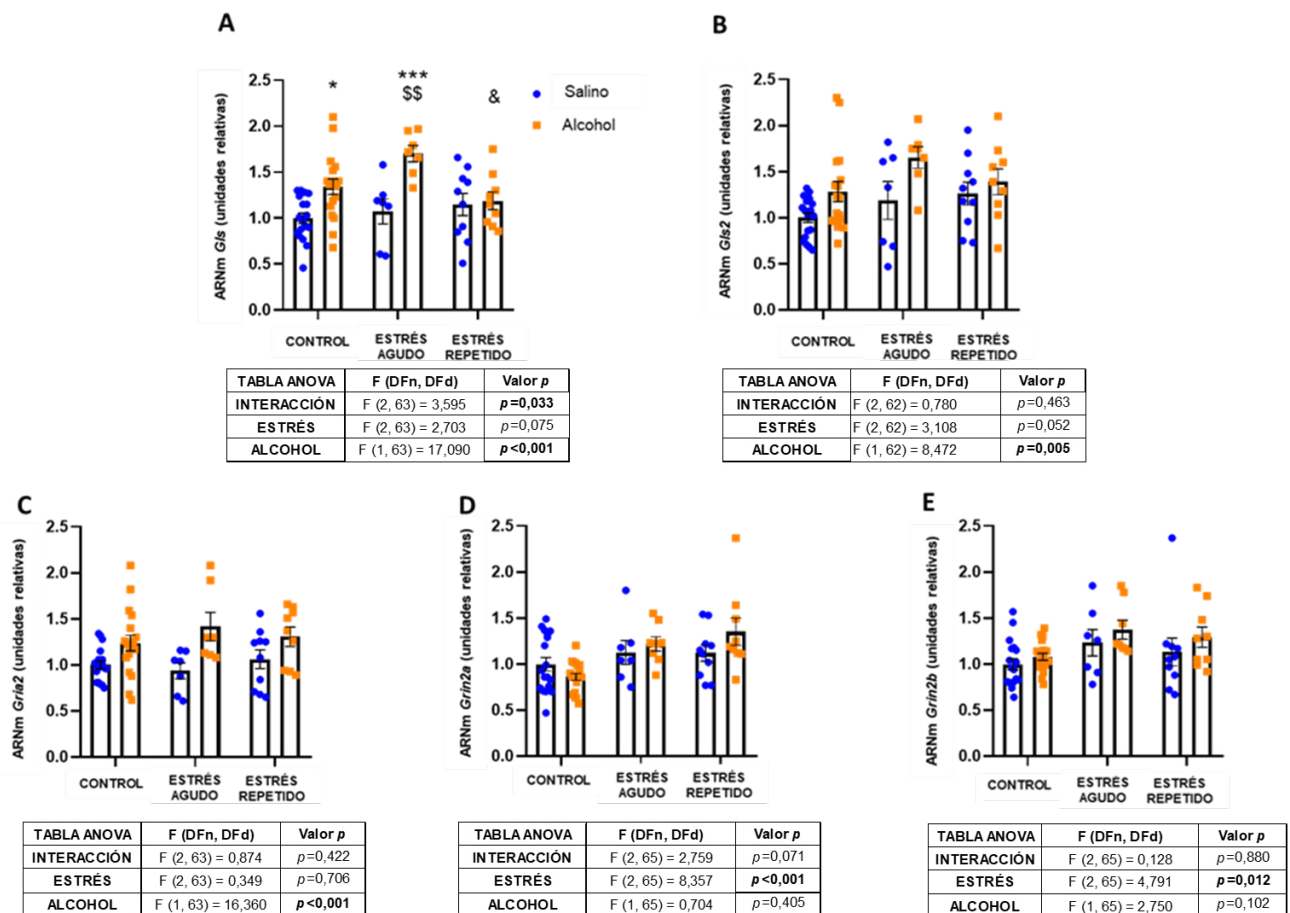 A
ARNm Gls (unidades relativas)
2.5
2.0
1.5
1.0
0.5
0.0
*
***
$$
&
Salino
Alcohol
CONTROL
ESTRÉS
AGUDO
ESTRÉS
REPETIDO
TABLA ANOVA F (DFn, DFd) Valor p
INTERACCIÓN F (2, 63) = 3,595 p=0,033
ESTRÉS F (2, 63) = 2,703 p=0,075
ALCOHOL F (1, 63) = 17,090 p<0,001
B
ARNm Gls2 (unidades relativas)
2.5
2.0
1.5
1.0
0.5
0.0
CONTROL
ESTRÉS
AGUDO
ESTRÉS
REPETIDO
TABLA ANOVA F (DFn, DFd) Valor p
INTERACCIÓN F (2, 62) = 0,780 p=0,463
ESTRÉS F (2, 62) = 3,108 p=0,052
ALCOHOL F (1, 62) = 8,472 p=0,005
C
ARNm Gria2 (unidades relativas)
2.5
2.0
1.5
1.0
0.5
0.0
CONTROL
ESTRÉS
AGUDO
ESTRÉS
REPETIDO
TABLA ANOVA F (DFn, DFd) Valor p
INTERACCIÓN F (2, 63) = 0,874 p=0,422
ESTRÉS F (2, 63) = 0,349 p=0,706
ALCOHOL F (1, 63) = 16,360 p<0,001
D
ARNm Grin2a (unidades relativas)
2.5
2.0
1.5
1.0
0.5
0.0
CONTROL
ESTRÉS
AGUDO
ESTRÉS
REPETIDO
TABLA ANOVA F (DFn, DFd) Valor p
INTERACCIÓN F (2, 65) = 2,759 p=0,071
ESTRÉS F (2, 65) = 8,357 p<0,001
ALCOHOL F (1, 65) = 0,704 p=0,405
E
ARNm Grin2b (unidades relativas)
2.5
2.0
1.5
1.0
0.5
0.0
CONTROL
ESTRÉS
AGUDO
ESTRÉS
REPETIDO
TABLA ANOVA F (DFn, DFd) Valor p
INTERACCIÓN F (2, 65) = 0,128 p=0,880
ESTRÉS F (2, 65) = 4,791 p=0,012
ALCOHOL F (1, 65) = 2,750 p=0,102